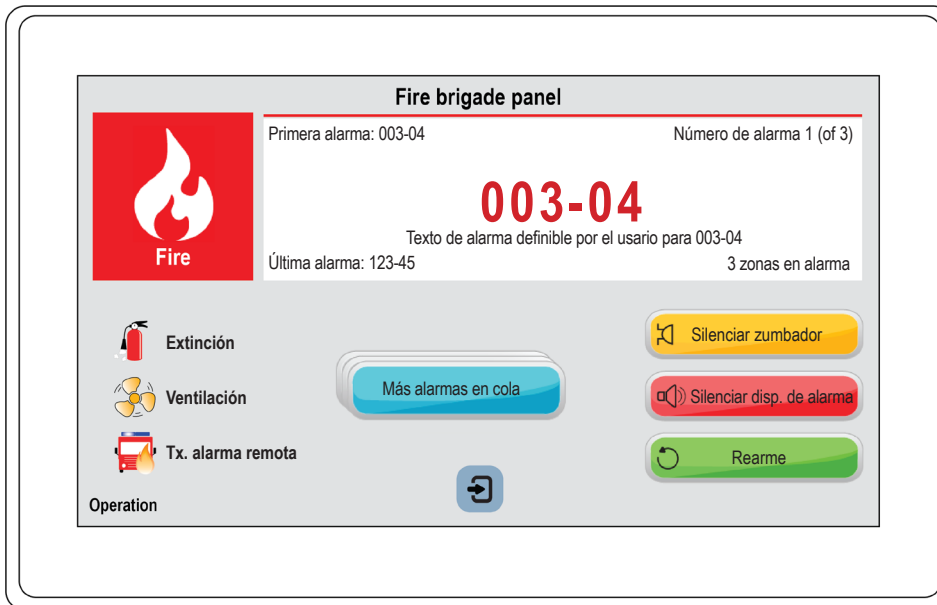 Fire brigade panel
Primera alarma: 003-04
Número de alarma 1 (of 3)
003-04
Texto de alarma definible por el usario para 003-04
Fire
Última alarma: 123-45
3 zonas en alarma
Extinción
Silenciar zumbador
Ventilación
Más alarmas en cola
Silenciar disp. de alarma
Tx. alarma remota
Rearme
Operation